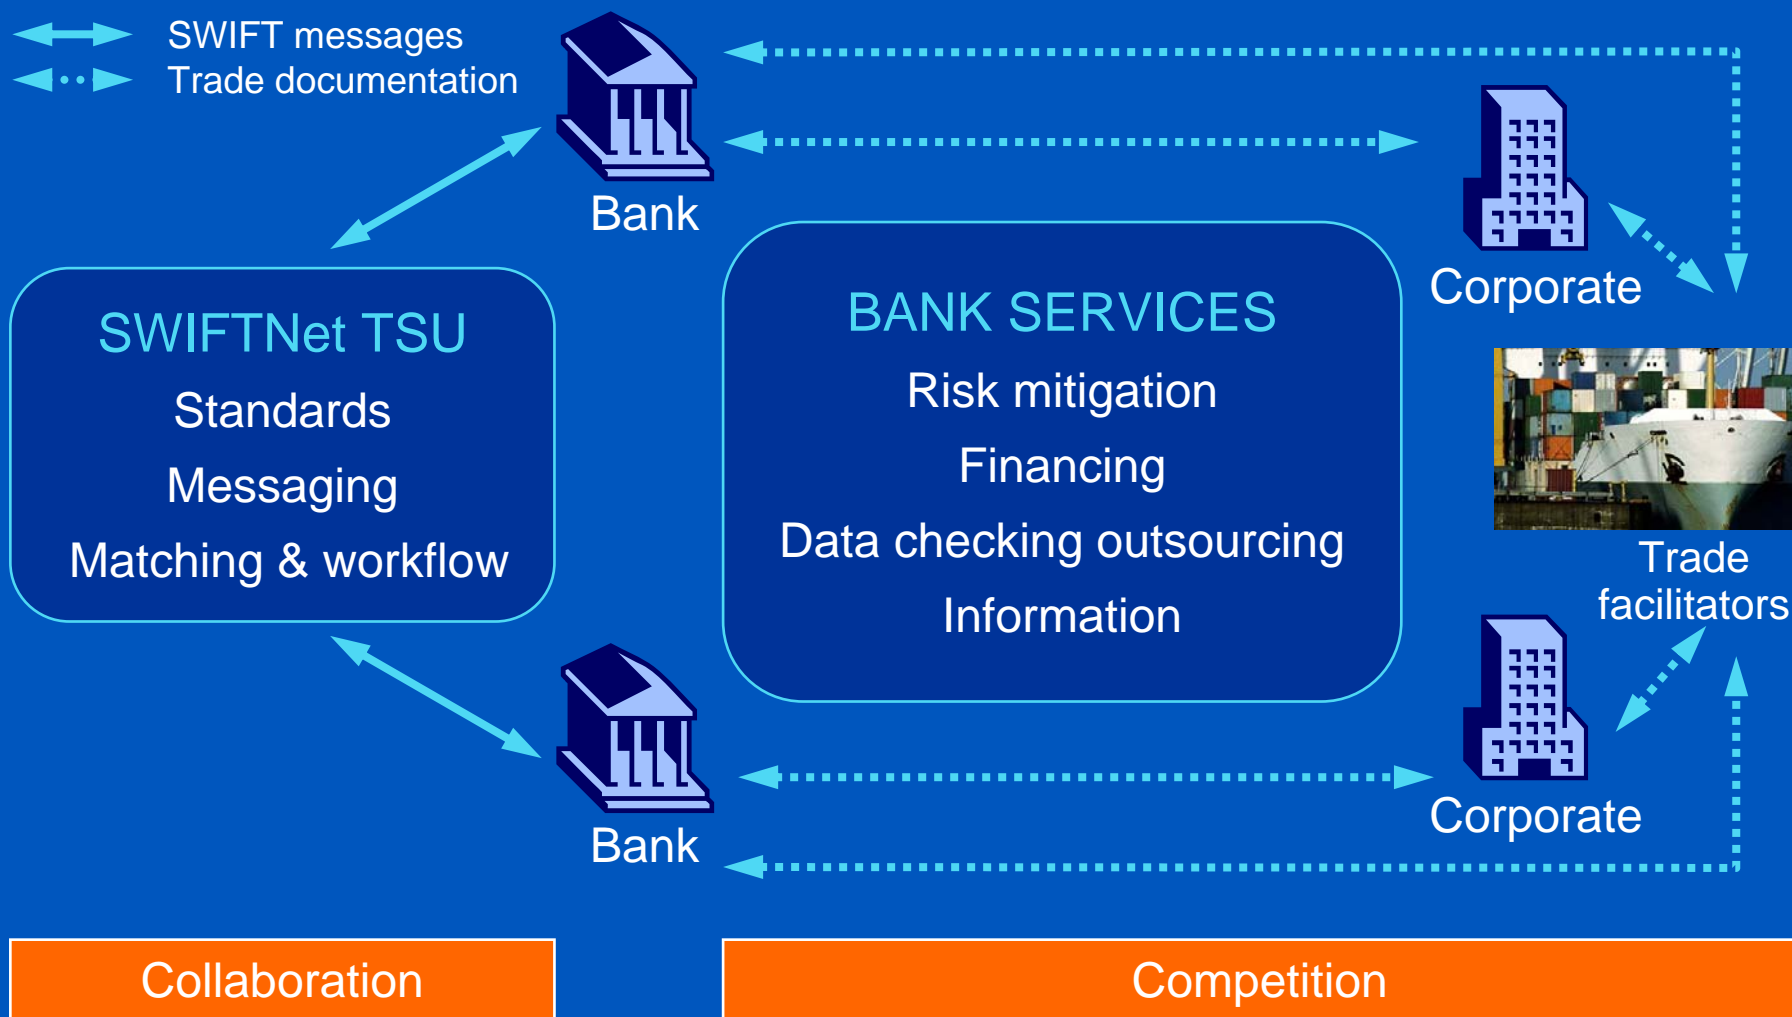 SWIFT messages
Trade documentation
Bank
Corporate
SWIFTNet TSU
Standards
Messaging
Matching & workflow
BANK SERVICES
Risk mitigation
Financing
Data checking outsourcing
Information
Trade
facilitators
Bank
Corporate
Collaboration
Competition